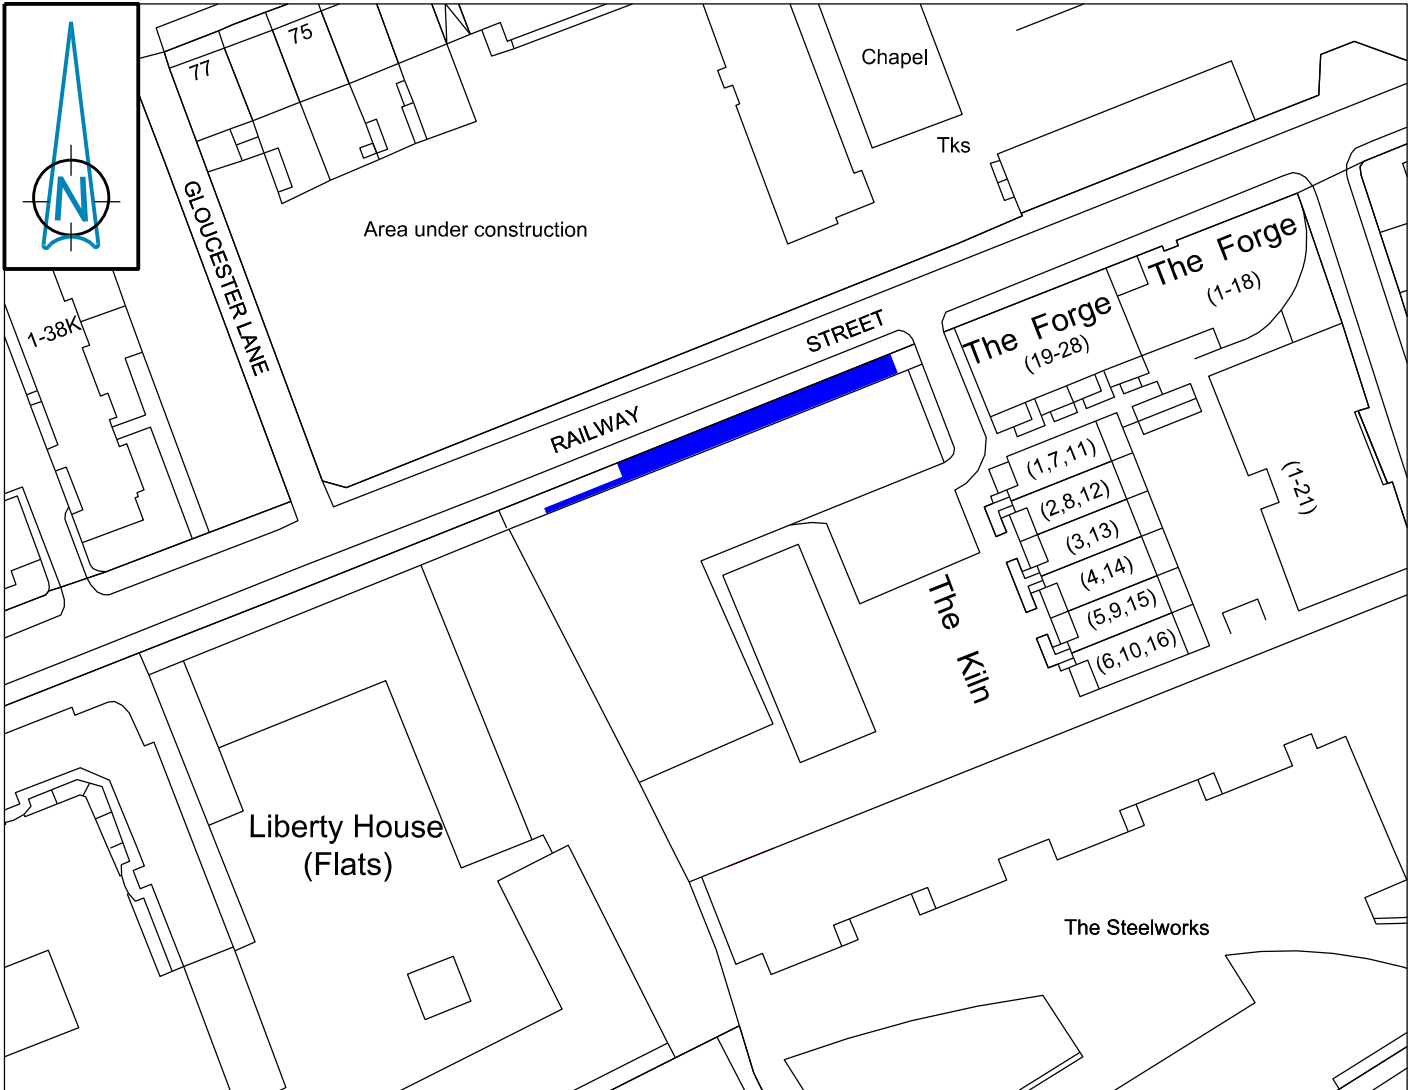 75
77
Chapel
Tks
N
Area under construction
GLOUCESTER LANE
1-38K
The Forge
(1-18)
The Forge
(19-28)
RAILWAY STREET
(1,7,11)
(2,8,12)
(3,13)
(4,14)
(5,9,15)
(6,10,16)
(1-21)
The Kiln
Liberty House
(Flats)
The Steelworks